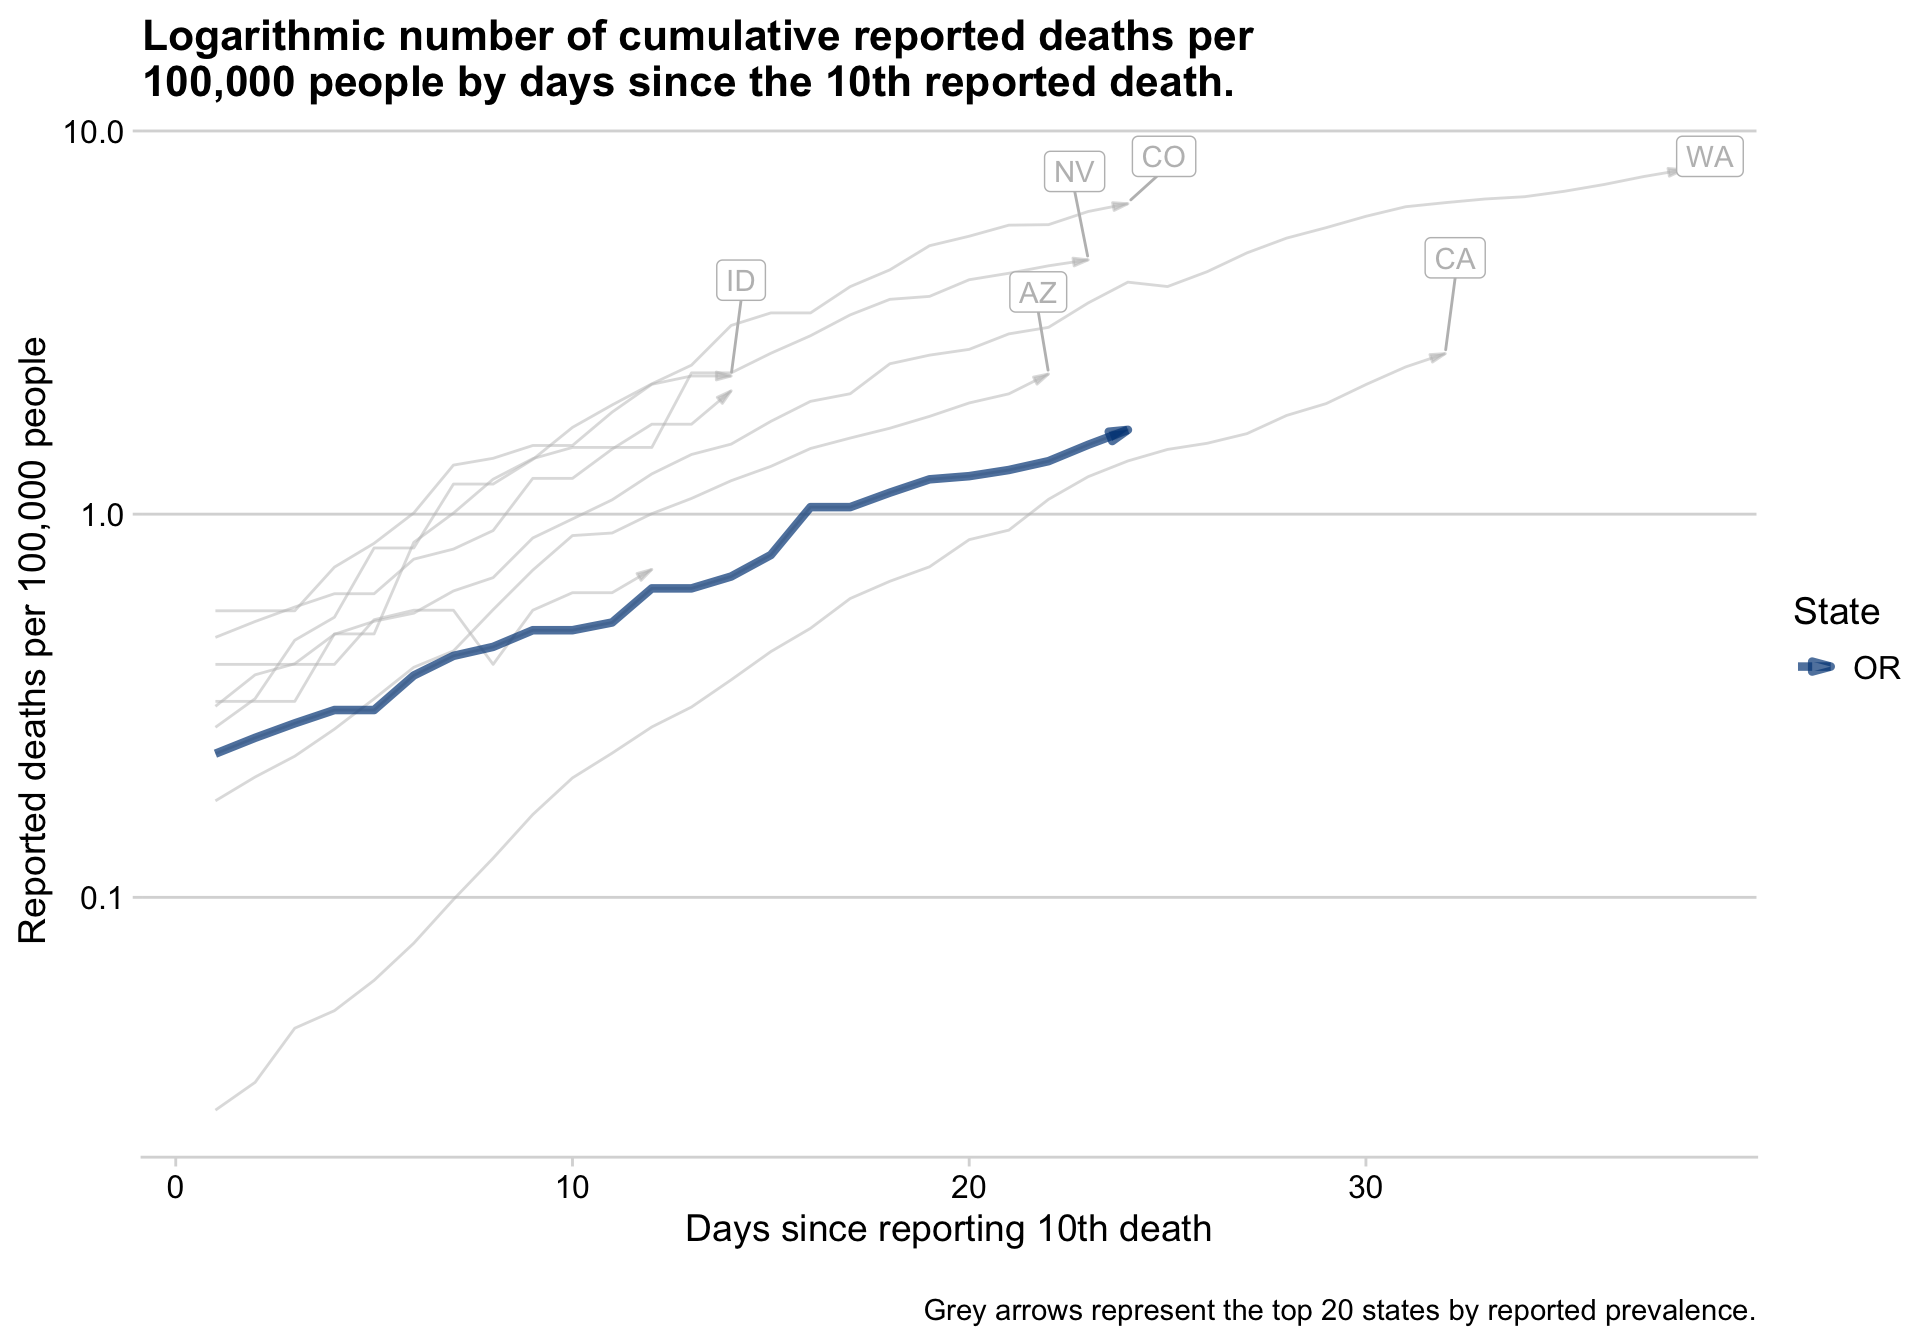 Logarithmic number of cumulative reported deaths per
100,000 people by days since the 10th reported death.
10.0
1.0
0.1
Reported deaths per 100,000 people
CO
WA
NV
CA
ID
AZ
State
OR
0
10
20
30
Days since reporting 10th death
Grey arrows represent the top 20 states by reported prevalence.